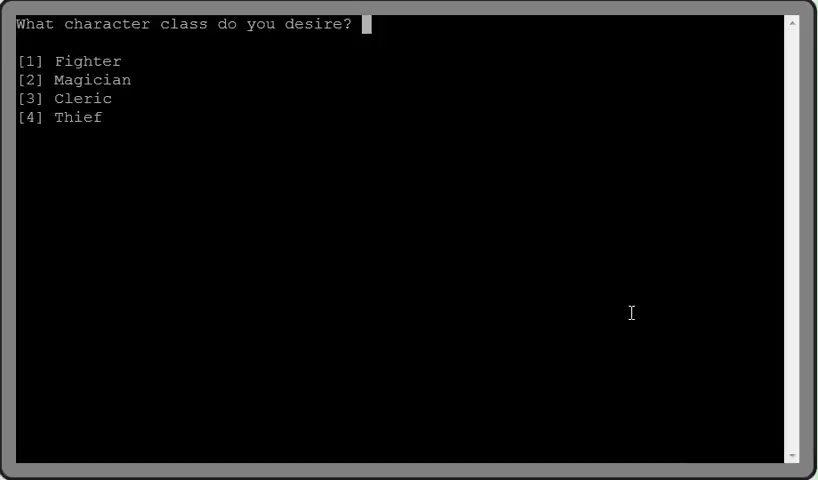 What character class do you desire?
[1] Fighter
[2] Magician
[3] Cleric
[4] Thief